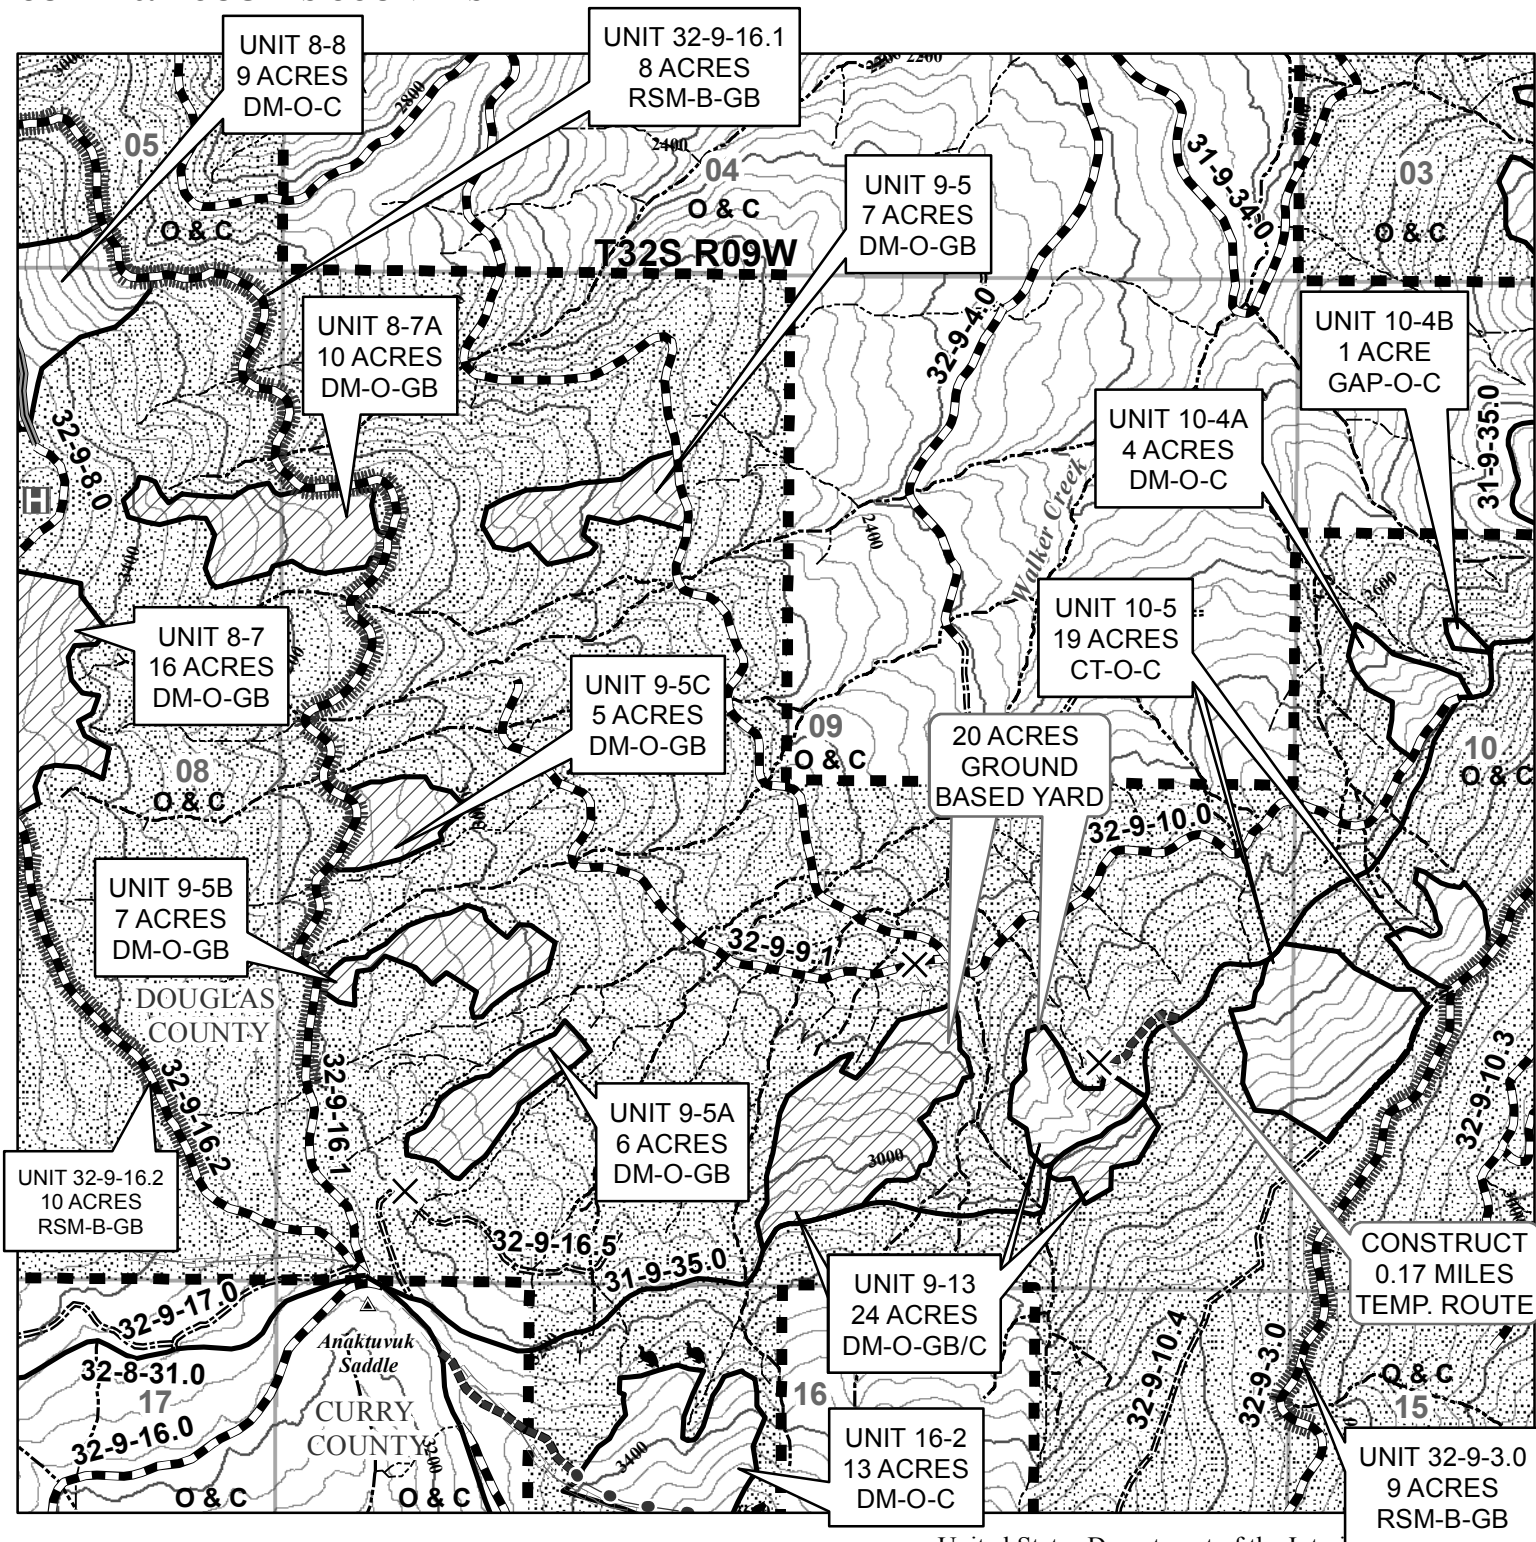 UNIT 8-8
9 ACRES
DM-O-C
UNIT 32-9-16.1
8 ACRES
RSM-B-GB
2200
2800
2400
05
O & C
04
O & C
T32S R09W
UNIT 9-5
7 ACRES
DM-O-GB
31-9-34.0
03
O & C
UNIT 8-7A
10 ACRES
DM-O-GB
32-9-4.0
UNIT 10-4B
1 ACRE
GAP-O-C
31-9-35.0
32-9-8.0
H
UNIT 10-4A
4 ACRES
DM-O-C
2400
Walker Creek
2600
UNIT 8-7
16 ACRES
DM-O-GB
UNIT 10-5
19 ACRES
CT-O-C
UNIT 9-5C
5 ACRES
DM-O-GB
09
O & C
20 ACRES
GROUND
BASED YARD
10
O & C
08
O & C
32-9-10.0
UNIT 9-5B
7 ACRES
DM-O-GB
32-9-9.1
DOUGLAS
COUNTY
32-9-16.2
32-9-16.1
32-9-10.3
UNIT 9-5A
6 ACRES
DM-O-GB
3000
UNIT 32-9-16.2
10 ACRES
RSM-B-GB
32-9-16.5
31-9-35.0
CONSTRUCT
0.17 MILES
TEMP. ROUTE
UNIT 9-13
24 ACRES
DM-O-GB/C
32-9-17.0
Anaktuvuk
Saddle
32-8-31.0
17
32-9-16.0
CURRY
COUNTY
O & C
O & C
16
32-9-10.4
32-9-3.0
O & C
15
3400
UNIT 16-2
13 ACRES
DM-O-C
UNIT 32-9-3.0
9 ACRES
RSM-B-GB